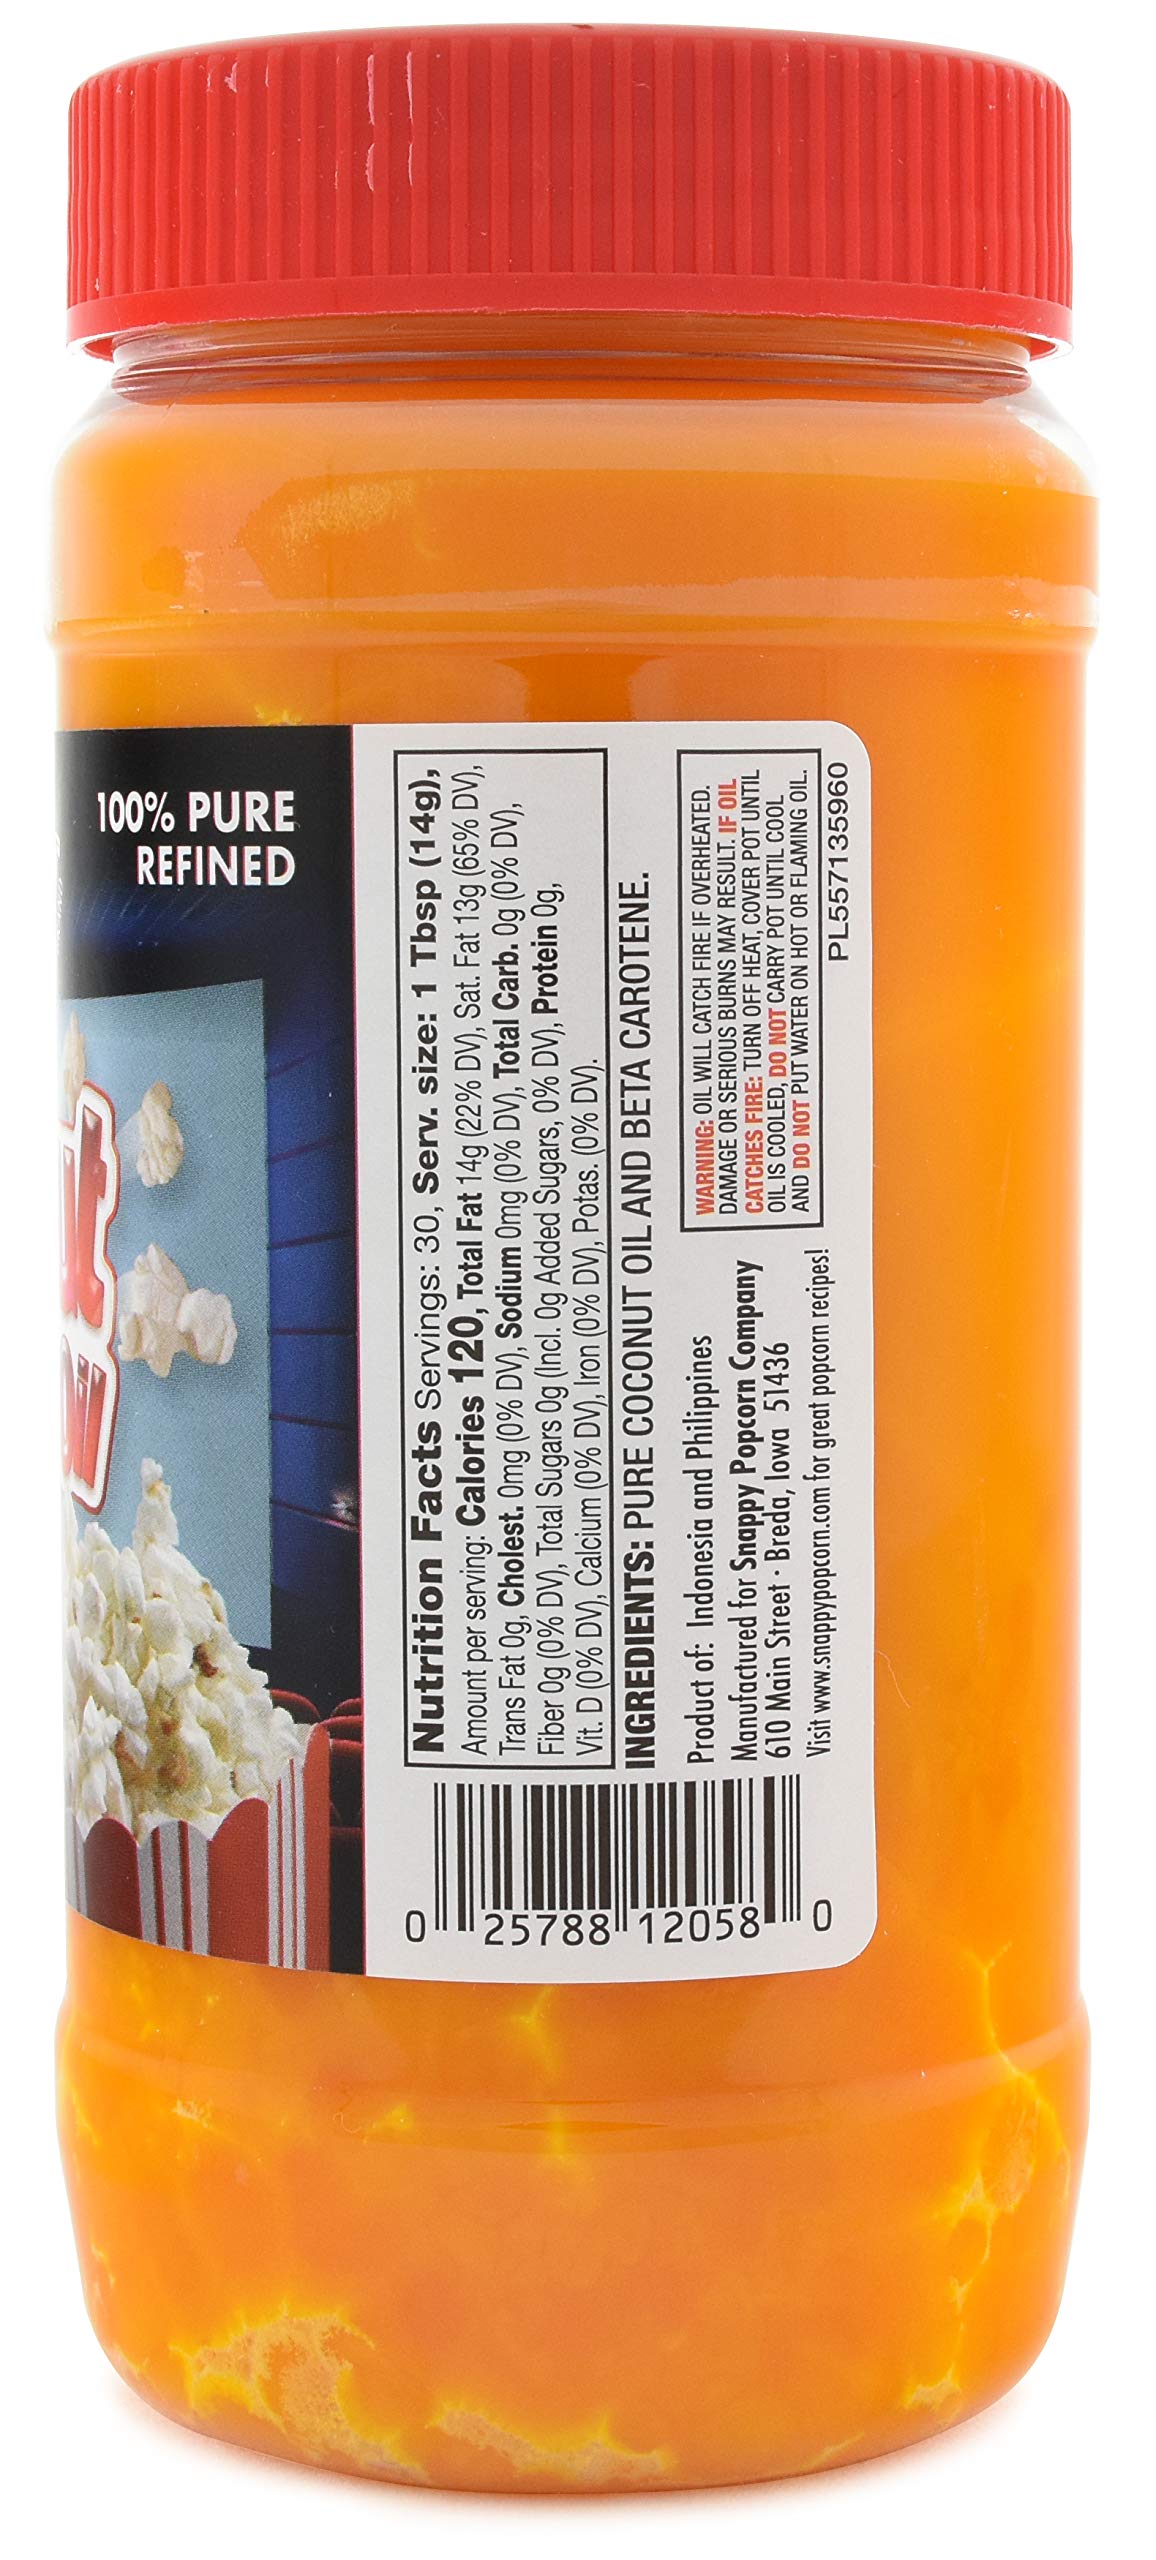 100% PURE
REFINED
Nutrition Facts Servings: 30, Serv. size: 1 Tbsp (14g),
Amount per serving: Calories 120, Total Fat 14g (22% DV), Sat. Fat 13g (65% DV),
Trans Fat 0g, Cholest. 0mg (0% DV), Sodium 0mg (0% DV), Total Carb. 0g (0% DV),
Fiber 0g (0% DV), Total Sugars 0g (Incl. 0g Added Sugars, 0% DV), Protein 0g,
Vit. D (0% DV), Calcium (0% DV), Iron (0% DV), Potas. (0% DV).
INGREDIENTS: PURE COCONUT OIL AND BETA CAROTENE.
Product of: Indonesia and Philippines
Manufactured for Snappy Popcorn Company
610 Main Street · Breda, Iowa 51436
Visit www.snappypopcorn.com for great popcorn recipes!
WARNING: OIL WILL CATCH FIRE IF OVERHEATED.
DAMAGE OR SERIOUS BURNS MAY RESULT. IF OIL
CATCHES FIRE: TURN OFF HEAT, COVER POT UNTIL
OIL IS COOLED, DO NOT CARRY POT UNTIL COOL
AND DO NOT PUT WATER ON HOT OR FLAMING OIL.
PL557135960
0 25788 12058 0